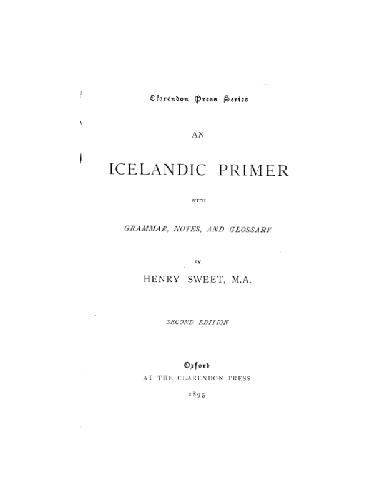 Clarendon Press Series
AN
ICELANDIC PRIMER
WITH
GRAMMAR, NOTES, AND GLOSSARY
BY
HENRY SWEET, M.A.
SECOND EDITION
Oxford
AT THE CLARENDON PRESS
1895